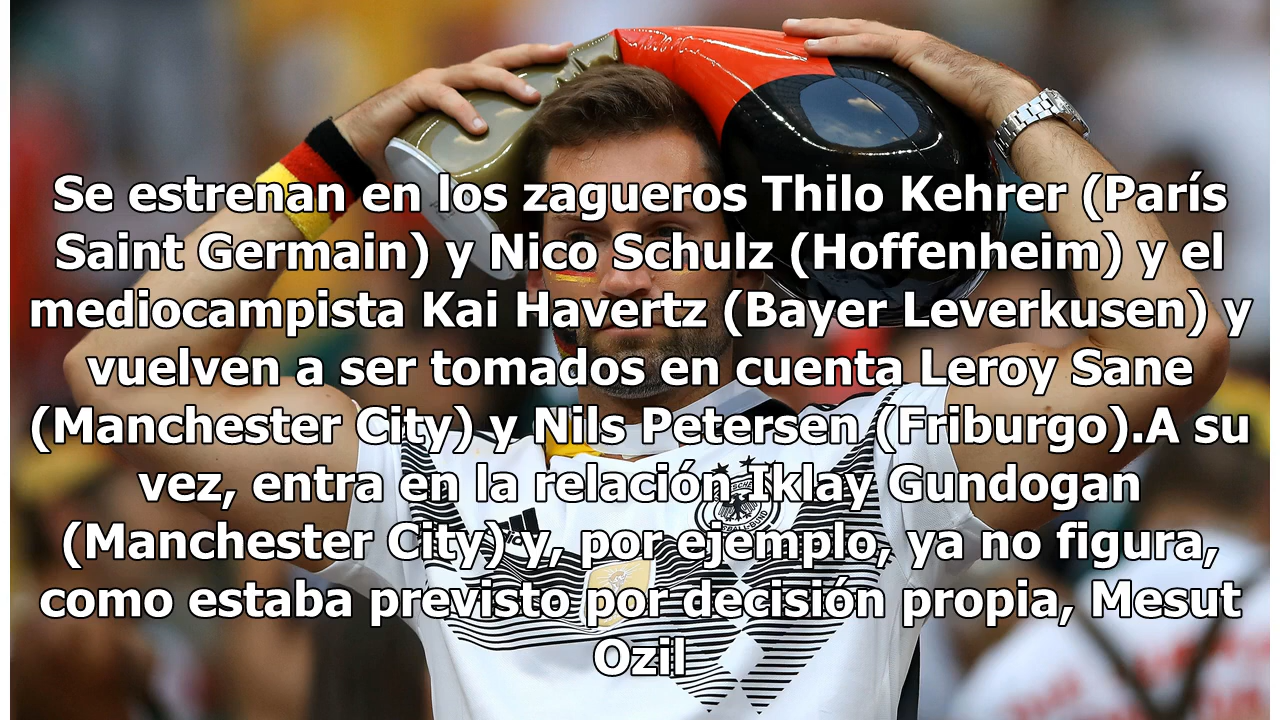 Se estrenan en los zagueros Thilo Kehrer (París
Saint Germain) y Nico Schulz (Hoffenheim) y el
mediocampista Kai Havertz (Bayer Leverkusen) y
vuelven a ser tomados en cuenta Leroy Sane
(Manchester City) y Nils Petersen (Friburgo).A su
vez, entra en la relación Iklay Gundogan
(Manchester City) y, por ejemplo, ya no figura,
como estaba previsto por decisión propia, Mesut
Ozil